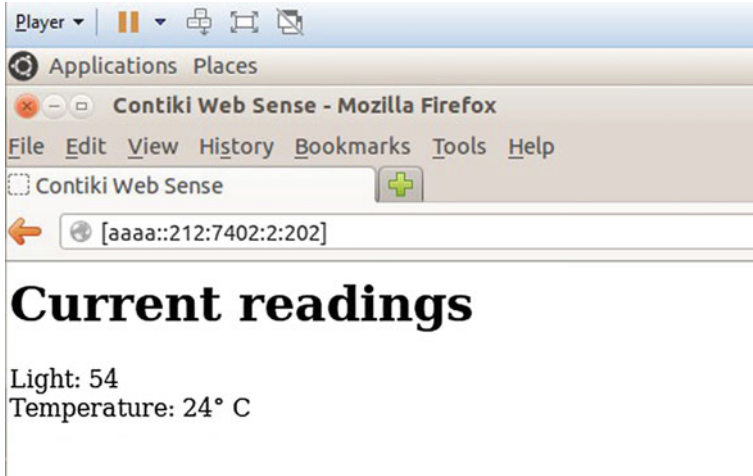 Player
Applications Places
Contiki Web Sense - Mozilla Firefox
File Edit View History Bookmarks Tools Help
Contiki Web Sense
[aaaa::212:7402:2:202]
Current readings
Light: 54
Temperature: 24° C